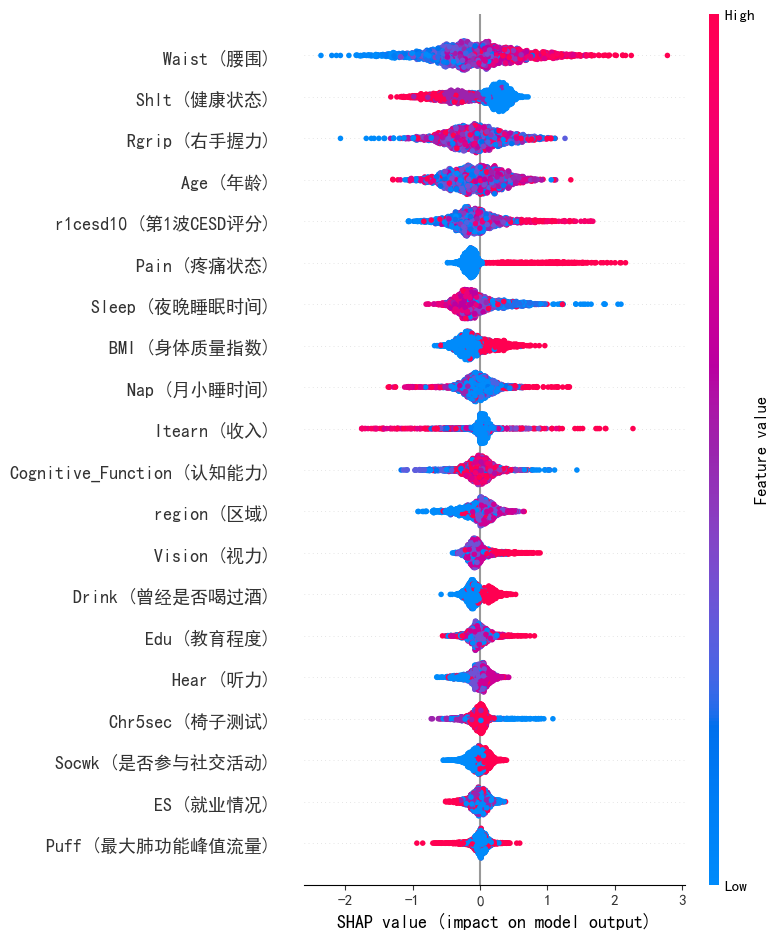 High
Waist (腰围)
Shlt (健康状态)
Rgrip (右手握力)
Age (年龄)
r1cesd10 (第1波CESD评分)
Pain (疼痛状态)
Sleep (夜晚睡眠时间)
BMI (身体质量指数)
Nap (月小睡时间)
Itearn (收入)
Cognitive_Function (认知能力)
region (区域)
Vision (视力)
Drink (曾经是否喝过酒)
Edu (教育程度)
Hear (听力)
Chr5sec (椅子测试)
Socwk (是否参与社交活动)
ES (就业情况)
Puff (最大肺功能峰值流量)
Feature value
Low
−2 −1 0 1 2 3
SHAP value (impact on model output)